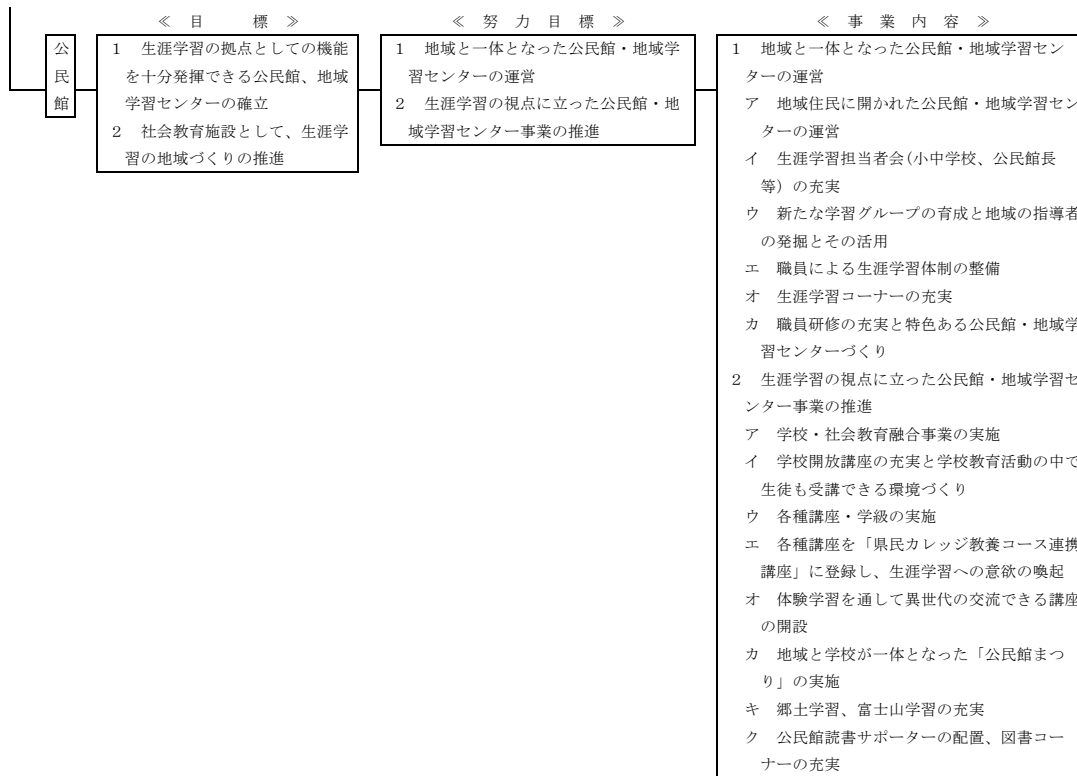 ≪ 目　標 ≫
≪ 努 力 目 標 ≫
≪ 事 業 内 容 ≫
公民館
1　生涯学習の拠点としての機能
を十分発揮できる公民館、地域
学習センターの確立
2　社会教育施設として、生涯学
習の地域づくりの推進
1　地域と一体となった公民館・地域学
習センターの運営
2　生涯学習の視点に立った公民館・地
域学習センター事業の推進
1　地域と一体となった公民館・地域学習セン
ターの運営
ア　地域住民に開かれた公民館・地域学習セン
ターの運営
イ　生涯学習担当者会(小中学校、公民館長
等）の充実
ウ　新たな学習グループの育成と地域の指導者
の発掘とその活用
エ　職員による生涯学習体制の整備
オ　生涯学習コーナーの充実
カ　職員研修の充実と特色ある公民館・地域学
習センターづくり
2　生涯学習の視点に立った公民館・地域学習セ
ンター事業の推進
ア　学校・社会教育融合事業の実施
イ　学校開放講座の充実と学校教育活動の中で
生徒も受講できる環境づくり
ウ　各種講座・学級の実施
エ　各種講座を「県民カレッジ教養コース連携
講座」に登録し、生涯学習への意欲の喚起
オ　体験学習を通して異世代の交流できる講座
の開設
カ　地域と学校が一体となった「公民館まつ
り」の実施
キ　郷土学習、富士山学習の充実
ク　公民館読書サポーターの配置、図書コー
ナーの充実